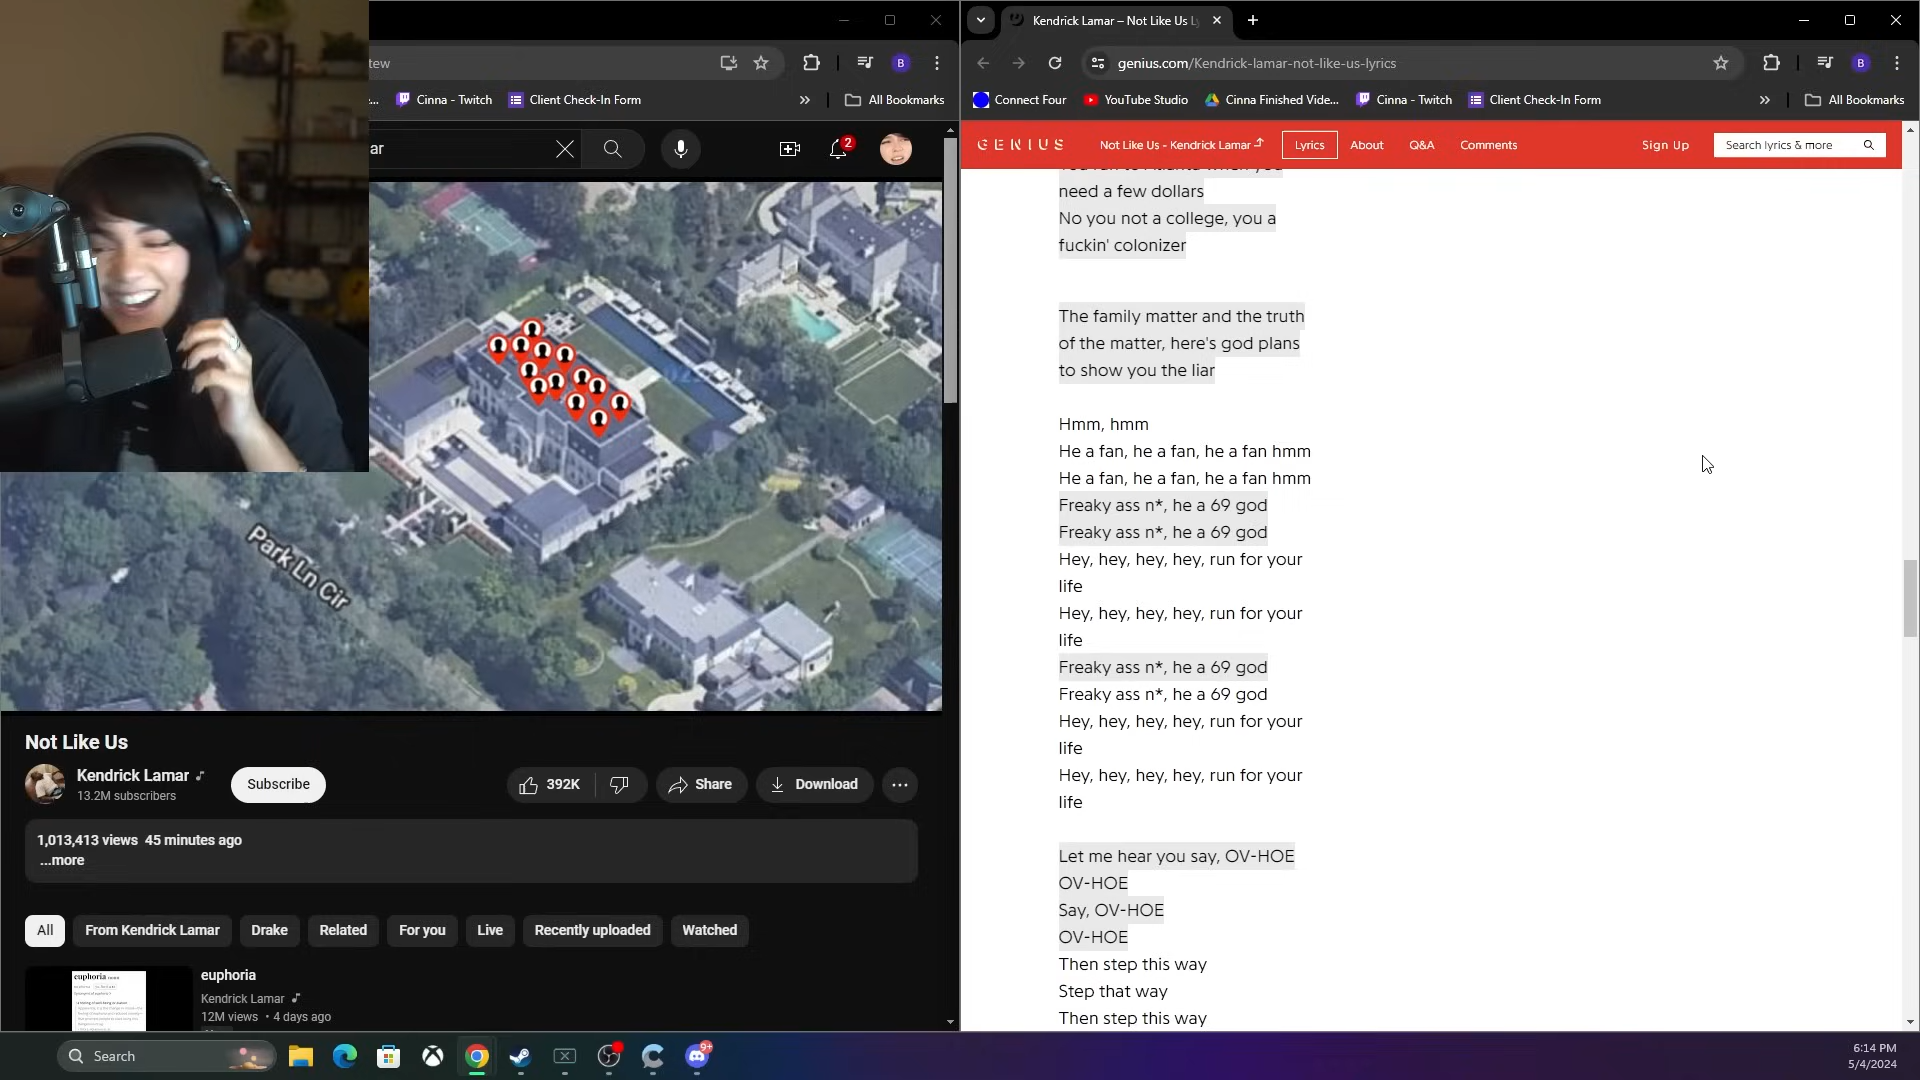 tew
B
...
Cinna - Twitch
Client Check-In Form
All Bookmarks
ar
2
Park Ln Cir
Not Like Us
Kendrick Lamar
13.2M subscribers
Subscribe
392K
Share
Download
1,013,413 views 45 minutes ago
...more
All
From Kendrick Lamar
Drake
Related
For you
Live
Recently uploaded
Watched
euphoria
euphoria
Kendrick Lamar
12M views • 4 days ago
Kendrick Lamar – Not Like Us L
genius.com/Kendrick-lamar-not-like-us-lyrics
B
Connect Four
YouTube Studio
Cinna Finished Vide...
Cinna - Twitch
Client Check-In Form
All Bookmarks
GENIUS
Not Like Us - Kendrick Lamar
Lyrics
About
Q&A
Comments
Sign Up
Search lyrics & more
need a few dollars
No you not a college, you a
fuckin' colonizer
The family matter and the truth
of the matter, here's god plans
to show you the liar
Hmm, hmm
He a fan, he a fan, he a fan hmm
He a fan, he a fan, he a fan hmm
Freaky ass n*, he a 69 god
Freaky ass n*, he a 69 god
Hey, hey, hey, hey, run for your
life
Hey, hey, hey, hey, run for your
life
Freaky ass n*, he a 69 god
Freaky ass n*, he a 69 god
Hey, hey, hey, hey, run for your
life
Hey, hey, hey, hey, run for your
life
Let me hear you say, OV-HOE
OV-HOE
Say, OV-HOE
OV-HOE
Then step this way
Step that way
Then step this way
Search
9+
6:14 PM
5/4/2024